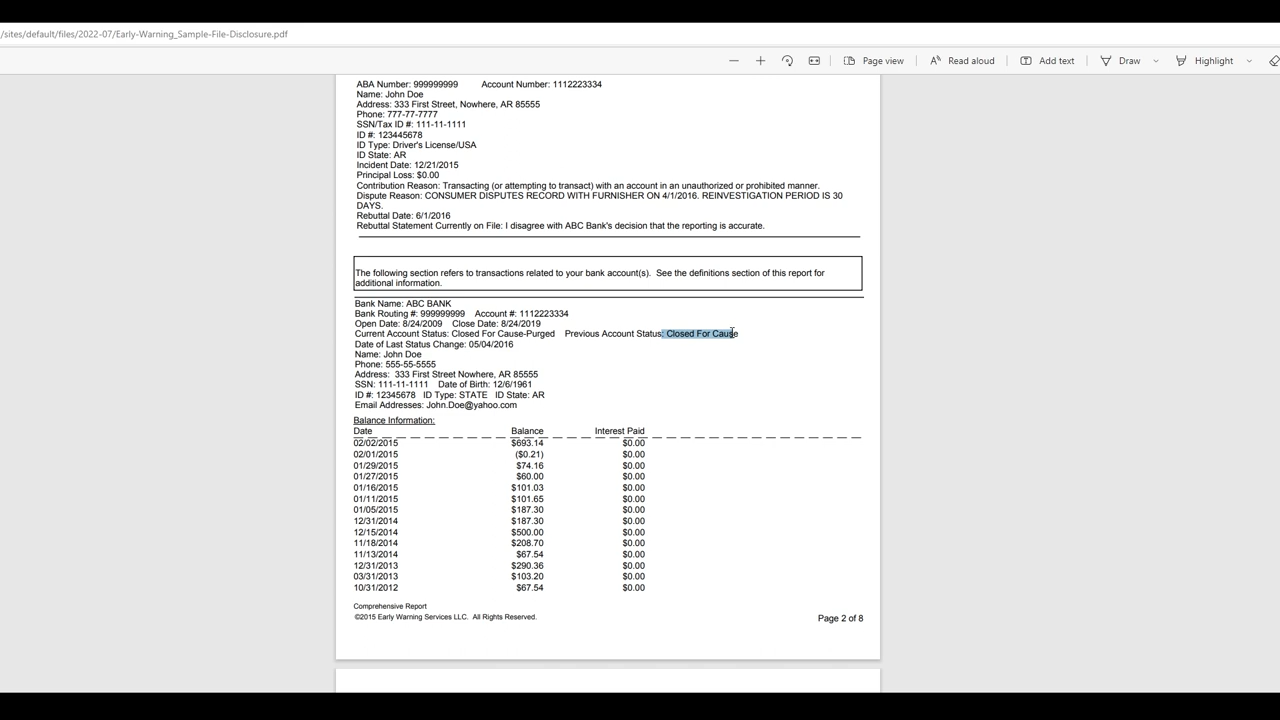 /sites/default/files/2022-07/Early-Warning_Sample-File-Disclosure.pdf
Page view Read aloud Add text Draw Highlight
ABA Number: 999999999 Account Number: 1112223334
Name: John Doe
Address: 333 First Street, Nowhere, AR 85555
Phone: 777-77-7777
SSN/Tax ID #: 111-11-1111
ID #: 123445678
ID Type: Driver's License/USA
ID State: AR
Incident Date: 12/21/2015
Principal Loss: $0.00
Contribution Reason: Transacting (or attempting to transact) with an account in an unauthorized or prohibited manner.
Dispute Reason: CONSUMER DISPUTES RECORD WITH FURNISHER ON 4/1/2016. REINVESTIGATION PERIOD IS 30
DAYS.
Rebuttal Date: 6/1/2016
Rebuttal Statement Currently on File: I disagree with ABC Bank's decision that the reporting is accurate.
The following section refers to transactions related to your bank account(s). See the definitions section of this report for
additional information.
Bank Name: ABC BANK
Bank Routing #: 999999999 Account #: 1112223334
Open Date: 8/24/2009 Close Date: 8/24/2019
Current Account Status: Closed For Cause-Purged Previous Account Status: Closed For Cause
Date of Last Status Change: 05/04/2016
Name: John Doe
Phone: 555-55-5555
Address: 333 First Street Nowhere, AR 85555
SSN: 111-11-1111 Date of Birth: 12/6/1961
ID #: 12345678 ID Type: STATE ID State: AR
Email Addresses: John.Doe@yahoo.com
Balance Information:
Date Balance Interest Paid
02/02/2015 $693.14 $0.00
02/01/2015 ($0.21) $0.00
01/29/2015 $74.16 $0.00
01/27/2015 $60.00 $0.00
01/16/2015 $101.03 $0.00
01/11/2015 $101.65 $0.00
01/05/2015 $187.30 $0.00
12/31/2014 $187.30 $0.00
12/15/2014 $500.00 $0.00
11/18/2014 $208.70 $0.00
11/13/2014 $67.54 $0.00
12/31/2013 $290.36 $0.00
03/31/2013 $103.20 $0.00
10/31/2012 $67.54 $0.00
Comprehensive Report
©2015 Early Warning Services LLC. All Rights Reserved.
Page 2 of 8